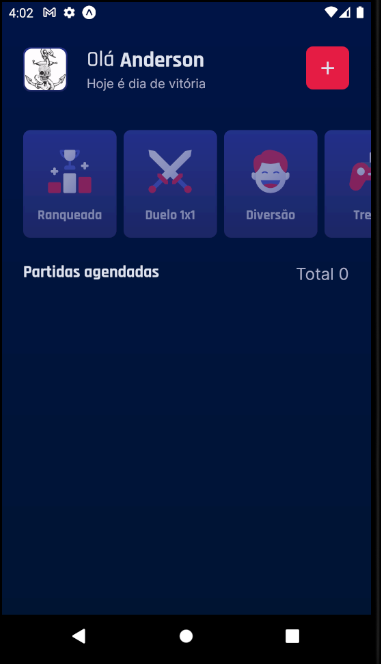 4:02
Olá Anderson
Hoje é dia de vitória
+
Ranqueada
Duelo 1x1
Diversão
Tre
Partidas agendadas
Total 0